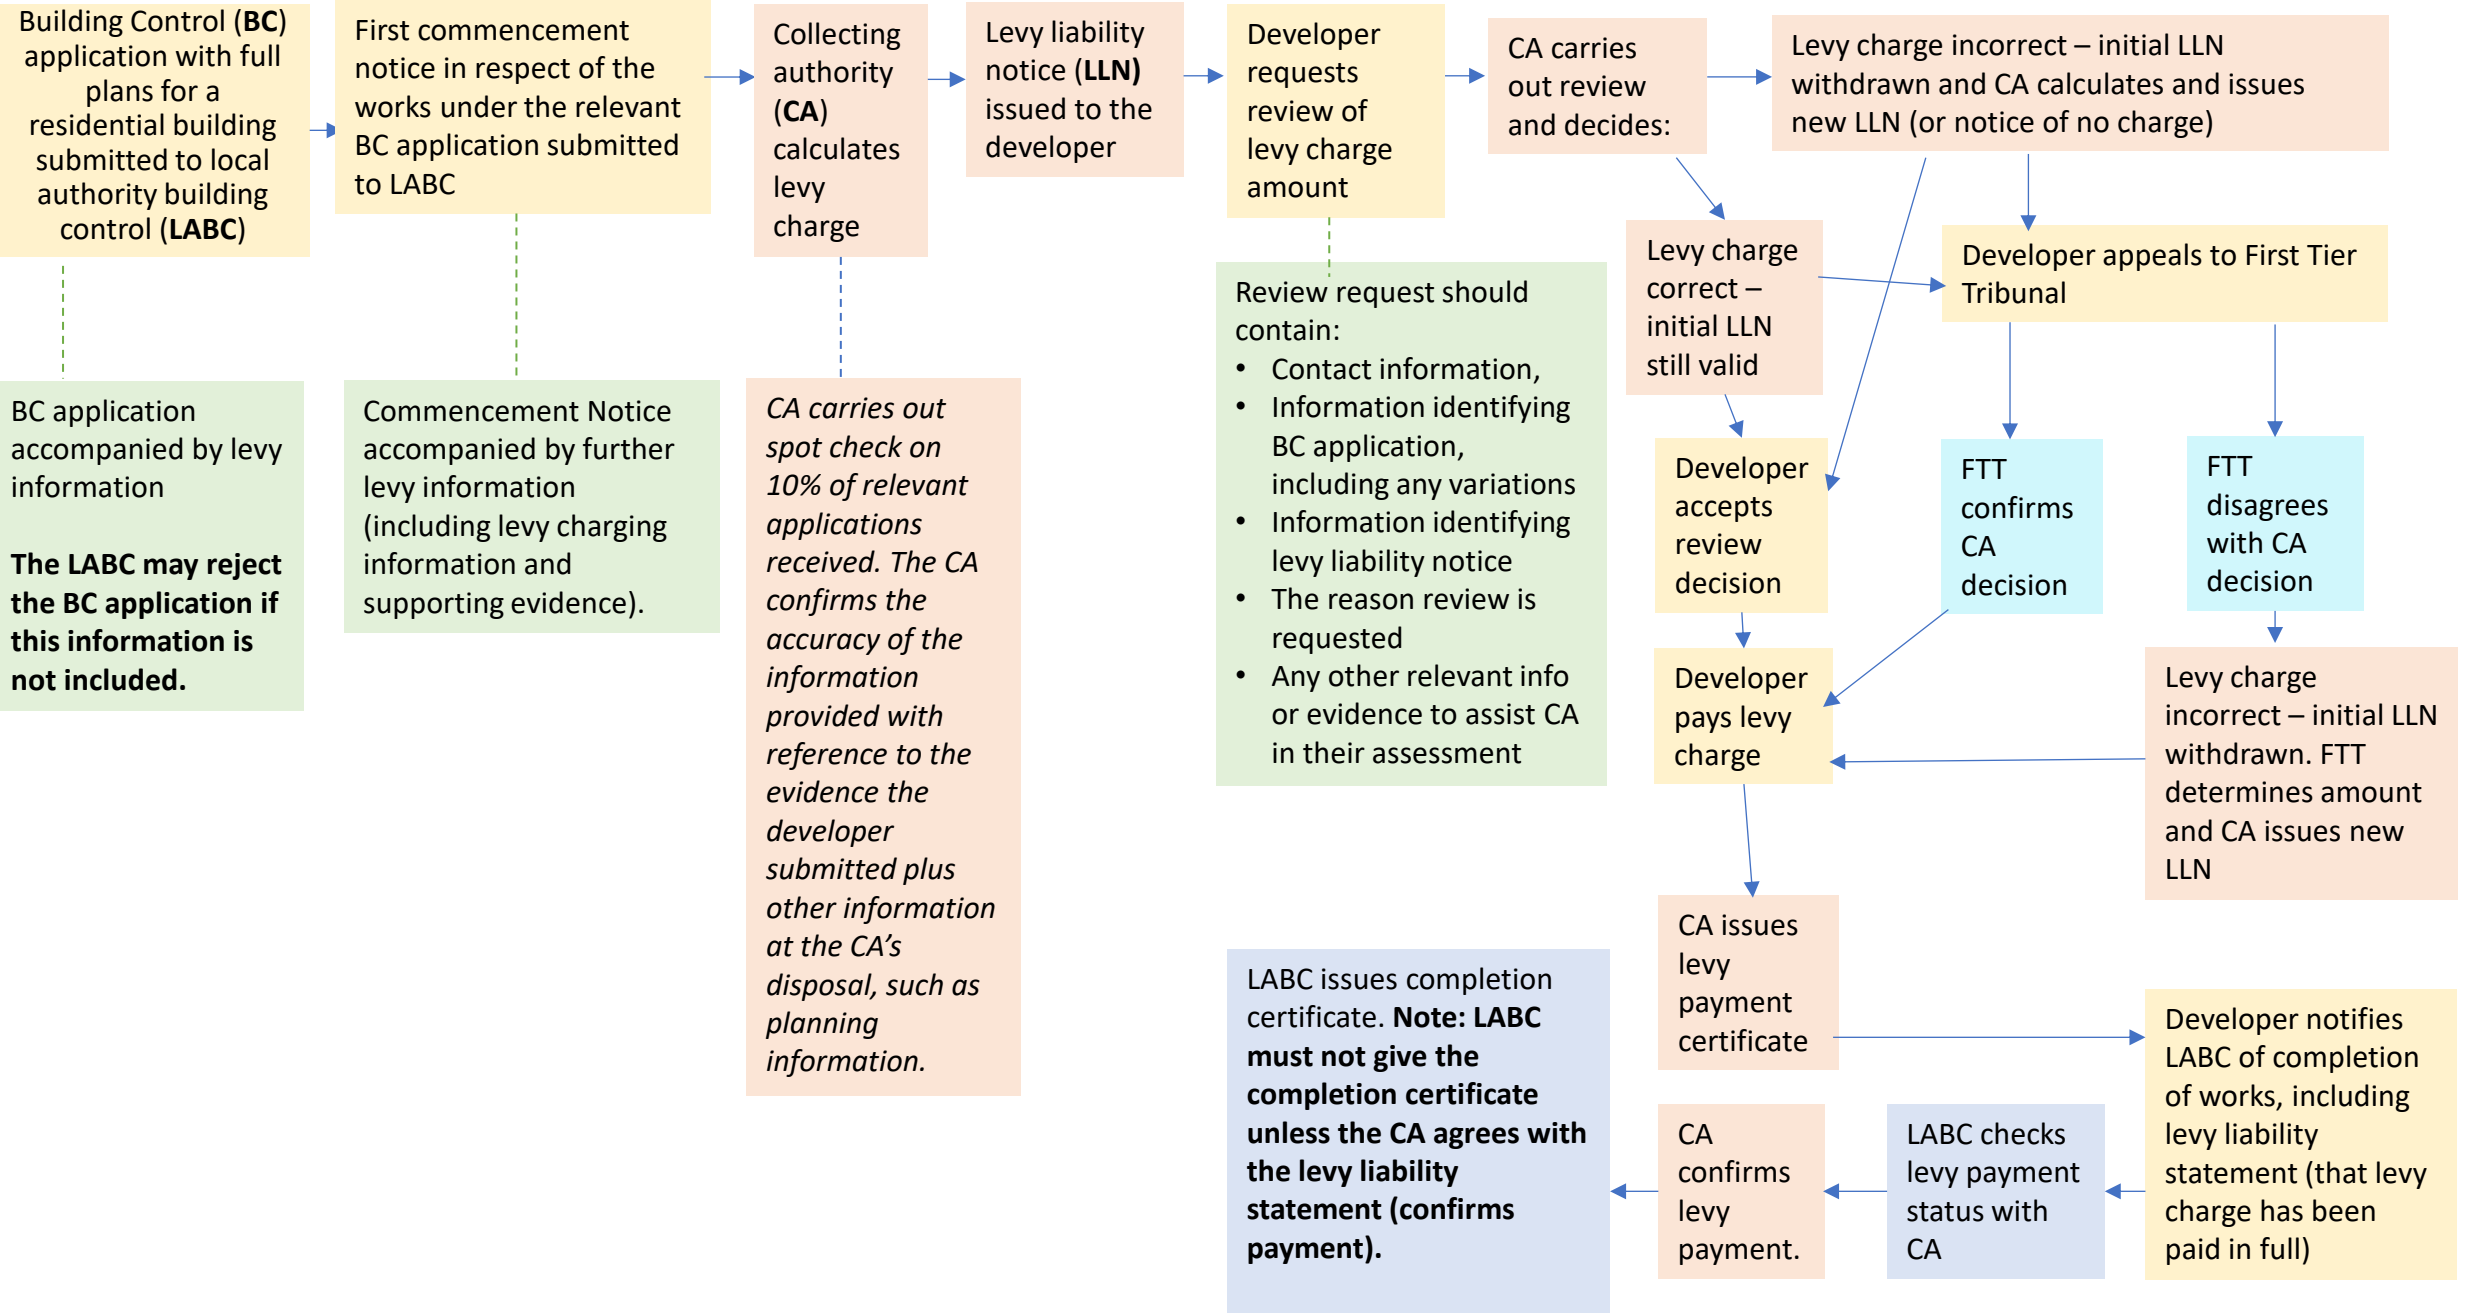 Building Control (BC)
application with full
plans for a
residential building
submitted to local
authority building
control (LABC)
First commencement
notice in respect of the
works under the relevant
BC application submitted
to LABC
Collecting
authority
(CA)
calculates
levy
charge
Levy liability
notice (LLN)
issued to the
developer
Developer
requests
review of
levy charge
amount
CA carries
out review
and decides:
Levy charge incorrect – initial LLN
withdrawn and CA calculates and issues
new LLN (or notice of no charge)
Levy charge
correct –
initial LLN
still valid
Developer appeals to First Tier
Tribunal
BC application
accompanied by levy
information
The LABC may reject
the BC application if
this information is
not included.
Commencement Notice
accompanied by further
levy information
(including levy charging
information and
supporting evidence).
CA carries out
spot check on
10% of relevant
applications
received. The CA
confirms the
accuracy of the
information
provided with
reference to the
evidence the
developer
submitted plus
other information
at the CA’s
disposal, such as
planning
information.
Review request should
contain:
• Contact information,
• Information identifying
BC application,
including any variations
• Information identifying
levy liability notice
• The reason review is
requested
• Any other relevant info
or evidence to assist CA
in their assessment
Developer
accepts
review
decision
FTT
confirms
CA
decision
FTT
disagrees
with CA
decision
Developer
pays levy
charge
Levy charge
incorrect – initial LLN
withdrawn. FTT
determines amount
and CA issues new
LLN
CA issues
levy
payment
certificate
Developer notifies
LABC of completion
of works, including
levy liability
statement (that levy
charge has been
paid in full)
LABC checks
levy payment
status with
CA
CA
confirms
levy
payment.
LABC issues completion
certificate. Note: LABC
must not give the
completion certificate
unless the CA agrees with
the levy liability
statement (confirms
payment).